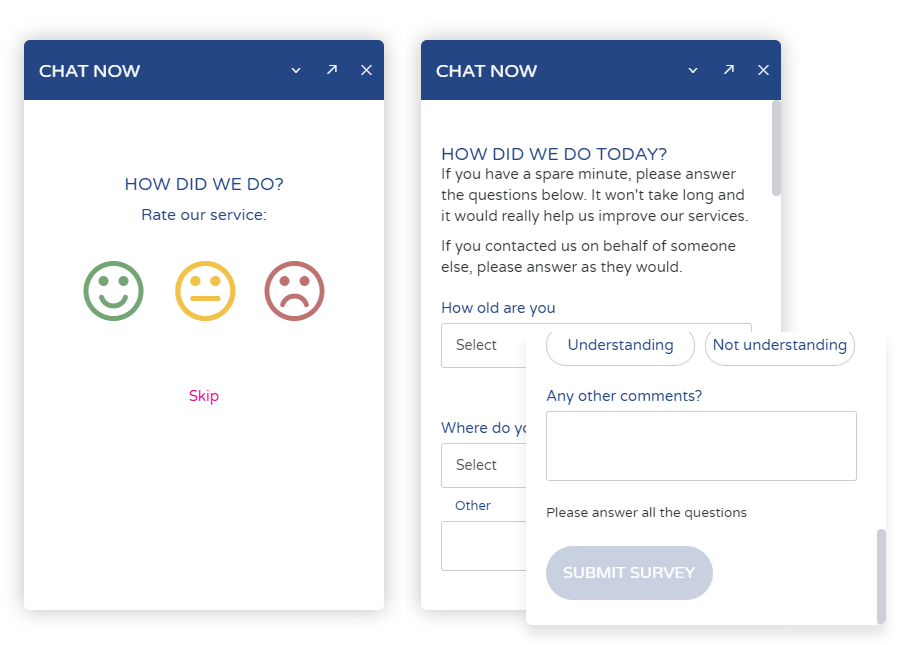 CHAT NOW
HOW DID WE DO?
Rate our service:
Skip
CHAT NOW
HOW DID WE DO TODAY?
If you have a spare minute, please answer
the questions below. It won't take long and
it would really help us improve our services.
If you contacted us on behalf of someone
else, please answer as they would.
How old are you
Select
Where do
Select
Other
Understanding
Not understanding
Any other comments?
Please answer all the questions
SUBMIT SURVEY